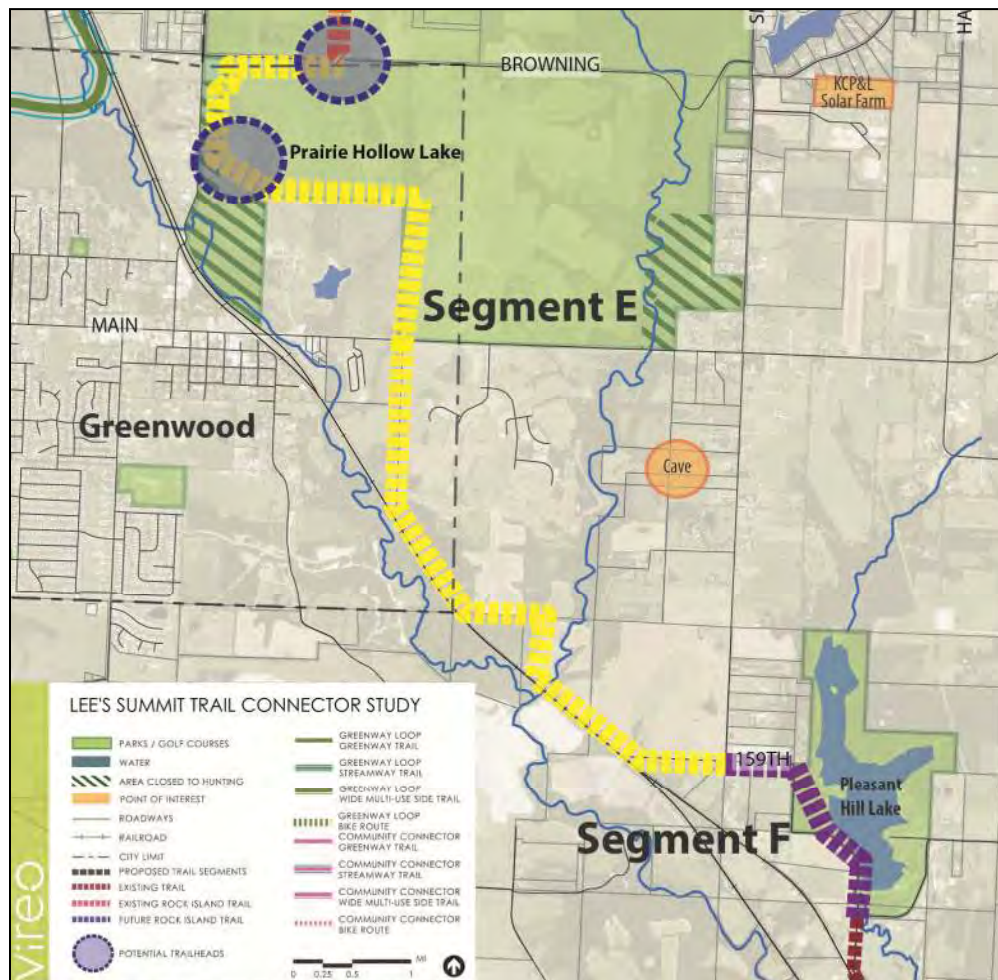 SI
HA
BROWNING
KCP&L
Solar Farm
Prairie Hollow Lake
Segment E
MAIN
Greenwood
Cave
159TH
Pleasant
Hill Lake
Segment F
Vireo
LEE'S SUMMIT TRAIL CONNECTOR STUDY
PARKS / GOLF COURSES
WATER
AREA CLOSED TO HUNTING
POINT OF INTEREST
ROADWAYS
RAILROAD
CITY LIMIT
PROPOSED TRAIL SEGMENTS
EXISTING TRAIL
EXISTING ROCK ISLAND TRAIL
FUTURE ROCK ISLAND TRAIL
POTENTIAL TRAILHEADS
GREENWAY LOOP
GREENWAY TRAIL
GREENWAY LOOP
STREAMWAY TRAIL
GREENWAY LOOP
WIDE MULTI-USE SIDE TRAIL
GREENWAY LOOP
BIKE ROUTE
COMMUNITY CONNECTOR
GREENWAY TRAIL
COMMUNITY CONNECTOR
STREAMWAY TRAIL
COMMUNITY CONNECTOR
WIDE MULTI-USE SIDE TRAIL
COMMUNITY CONNECTOR
BIKE ROUTE
MI
0 0.25 0.5 1